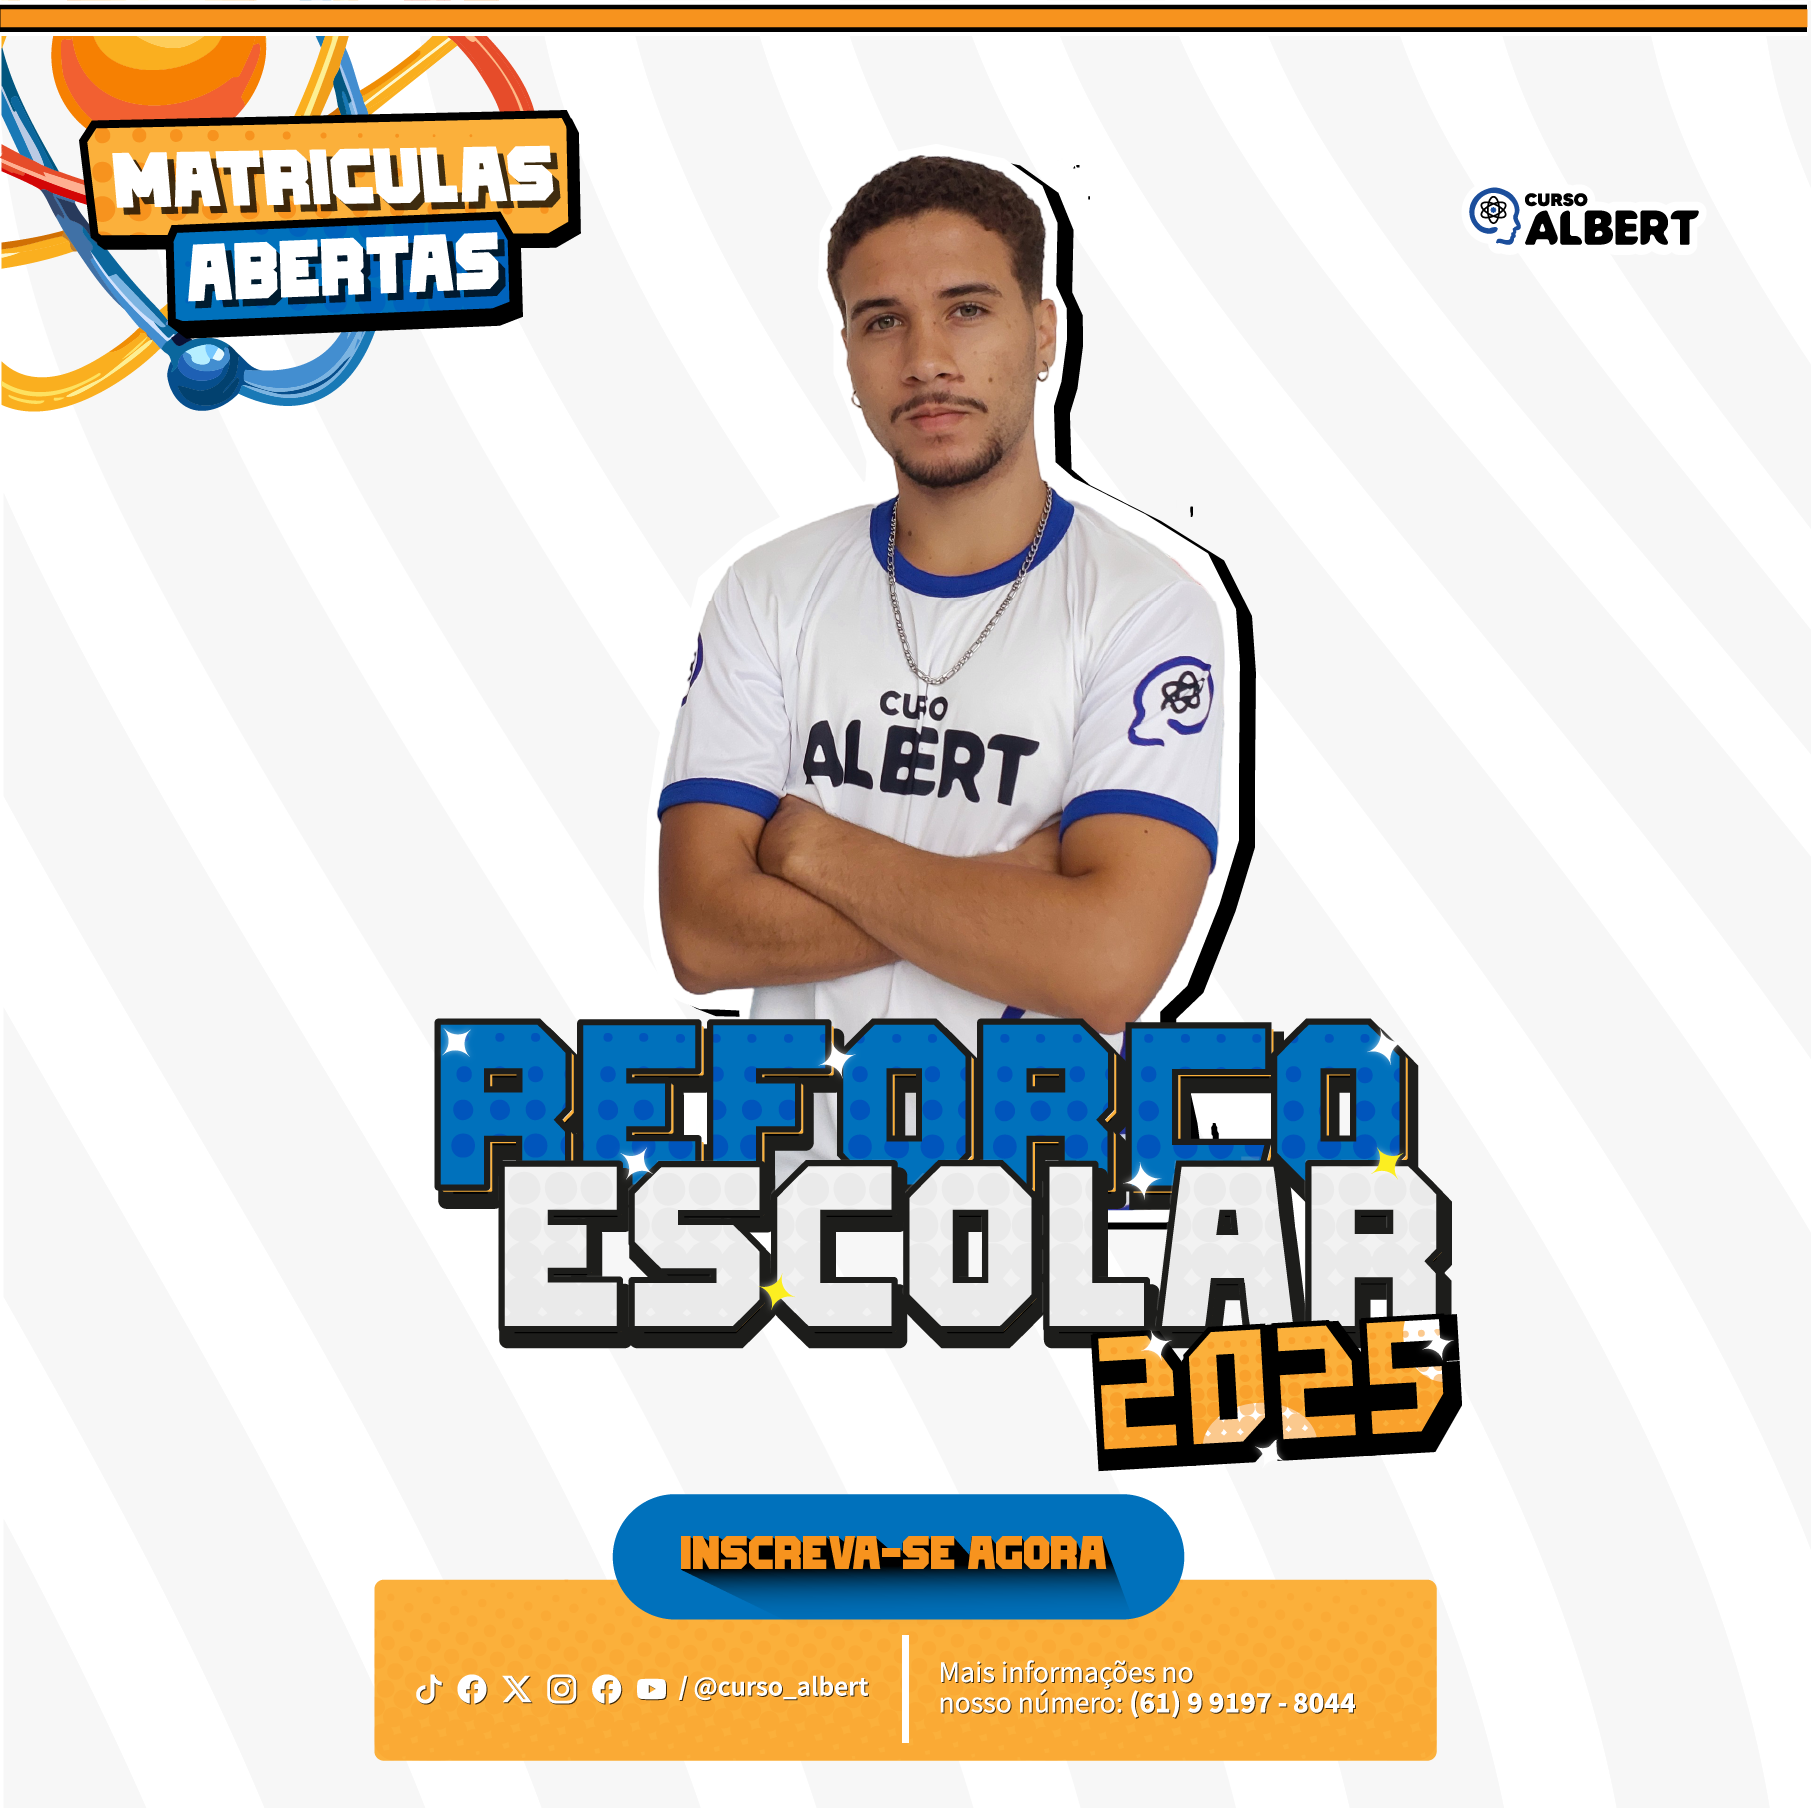 MATRICULAS
ABERTAS
CURSO
ALBERT
CURSO
ALBERT
REFORÇO
ESCOLAR
2025
INSCREVA-SE AGORA
/ @curso_albert
Mais informações no
nosso número: (61) 9 9197 - 8044